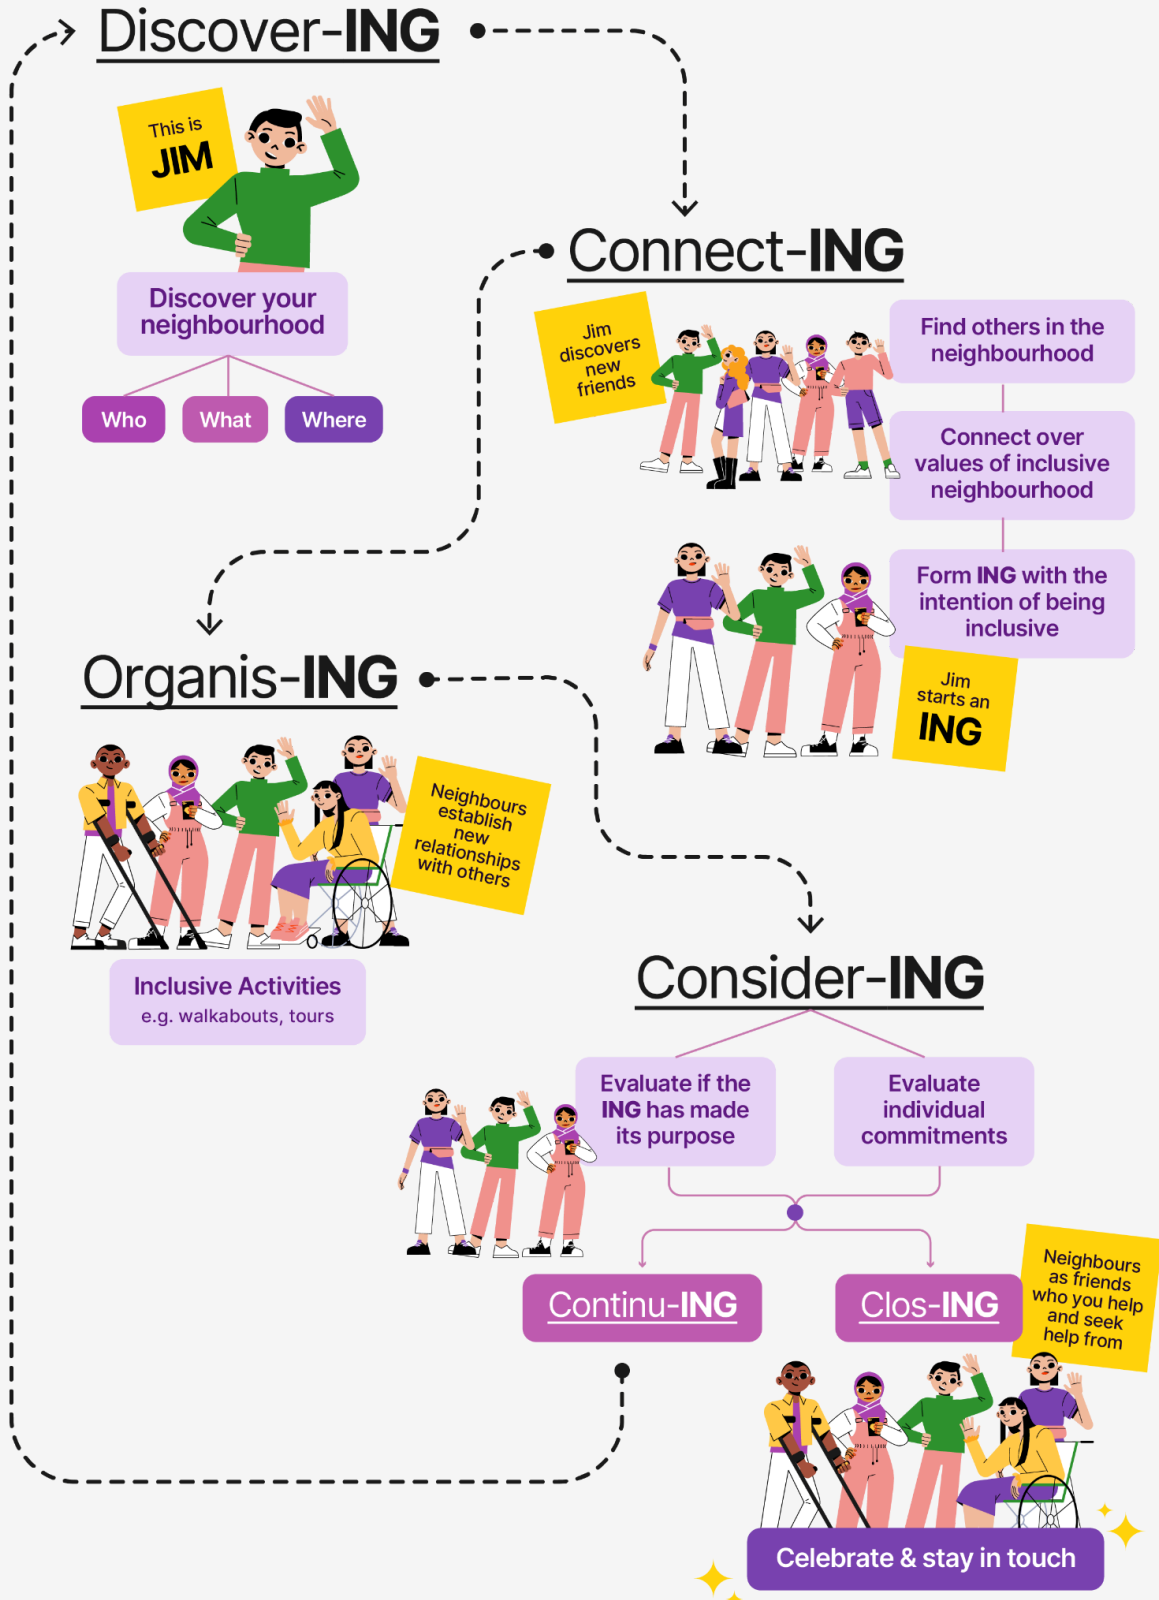 Discover-ING
This is
JIM
Discover your
neighbourhood
Who
What
Where
Connect-ING
Jim
discovers
new
friends
Find others in the
neighbourhood
Connect over
values of inclusive
neighbourhood
Form ING with the
intention of being
inclusive
Jim
starts an
ING
Organis-ING
Neighbours
establish
new
relationships
with others
Inclusive Activities
e.g. walkabouts, tours
Consider-ING
Evaluate if the
ING has made
its purpose
Evaluate
individual
commitments
Continu-ING
Clos-ING
Neighbours
as friends
who you help
and seek
help from
Celebrate & stay in touch